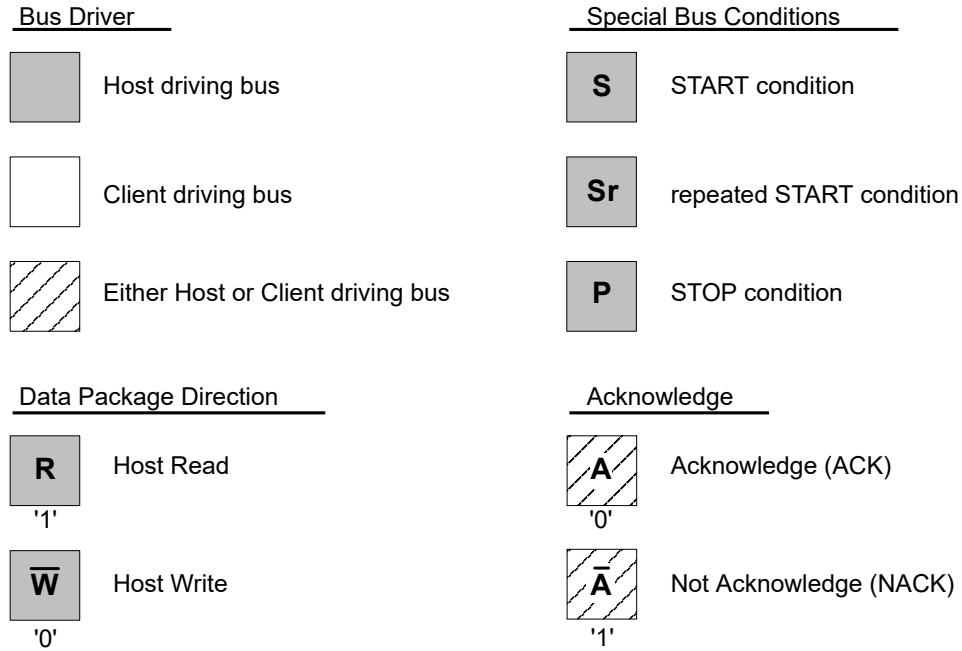 Bus Driver
Host driving bus
Client driving bus
Either Host or Client driving bus
Special Bus Conditions
S START condition
Sr repeated START condition
P STOP condition
Data Package Direction
R Host Read
'1'
W̅ Host Write
'0'
Acknowledge
A Acknowledge (ACK)
'0'
A̅ Not Acknowledge (NACK)
'1'